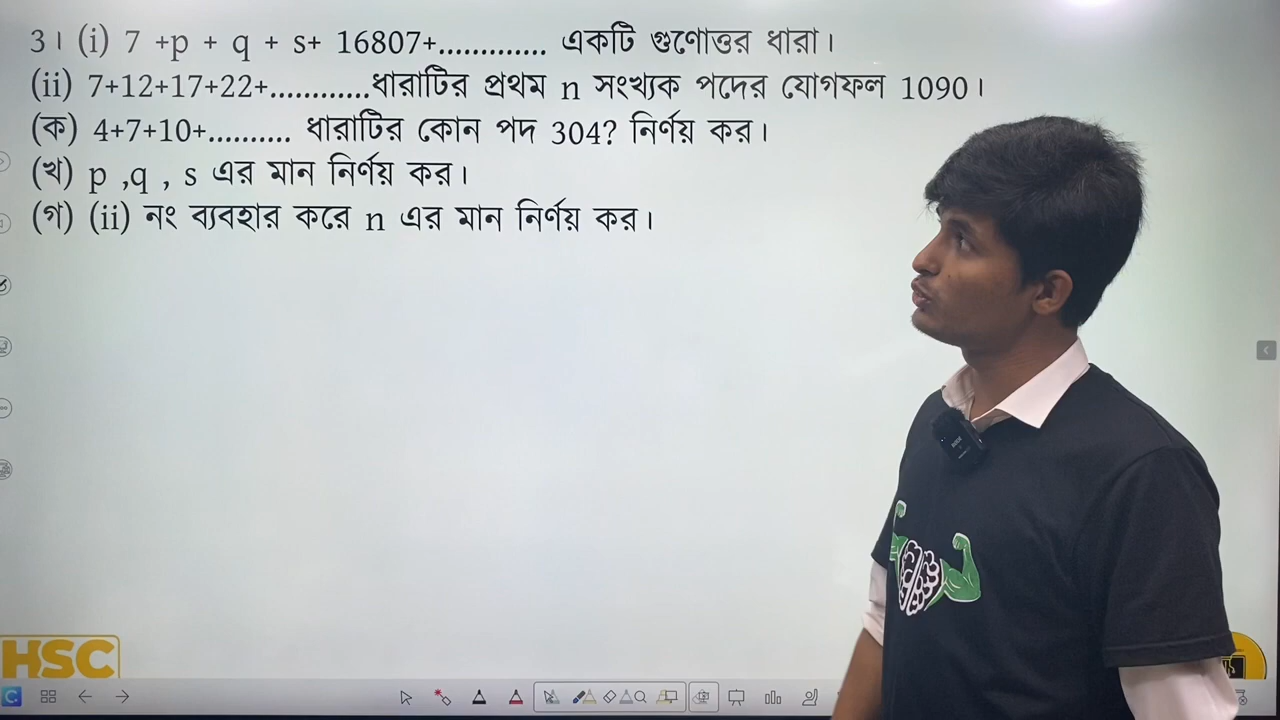 3। (i) 7 +p + q + s+ 16807+............. একটি গুণোত্তর ধারা।
(ii) 7+12+17+22+............ধারাটির প্রথম n সংখ্যক পদের যোগফল 1090।
(ক) 4+7+10+.......... ধারাটির কোন পদ 304? নির্ণয় কর।
(খ) p ,q , s এর মান নির্ণয় কর।
(গ) (ii) নং ব্যবহার করে n এর মান নির্ণয় কর।
HSC